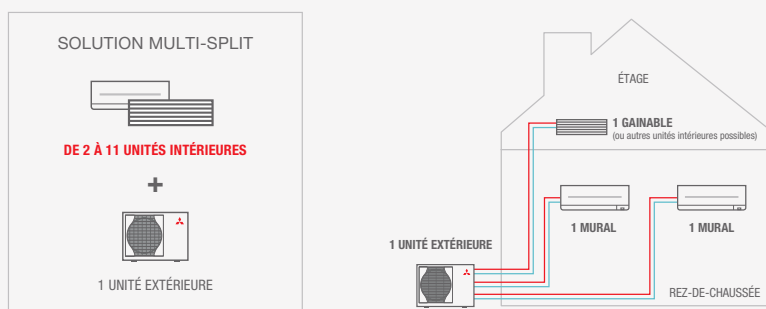 SOLUTION MULTI-SPLIT
DE 2 À 11 UNITÉS INTÉRIEURES
+
1 UNITÉ EXTÉRIEURE
ÉTAGE
1 GAINABLE
(ou autres unités intérieures possibles)
1 MURAL
1 MURAL
1 UNITÉ EXTÉRIEURE
REZ-DE-CHAUSSÉE